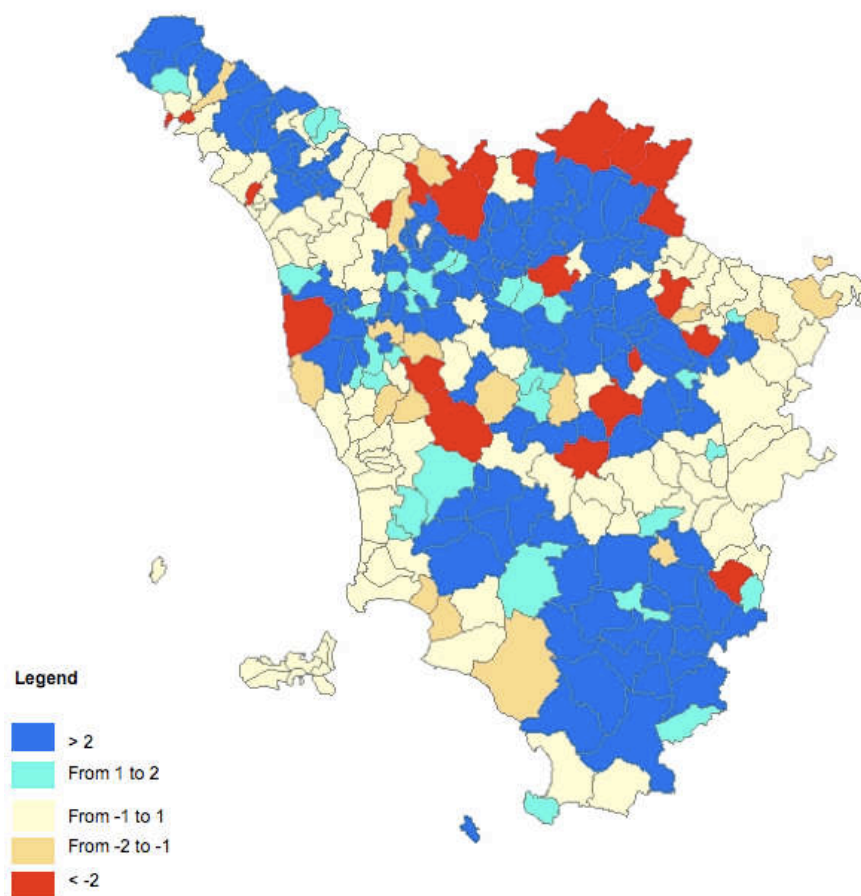 Legend
> 2
From 1 to 2
From -1 to 1
From -2 to -1
< -2